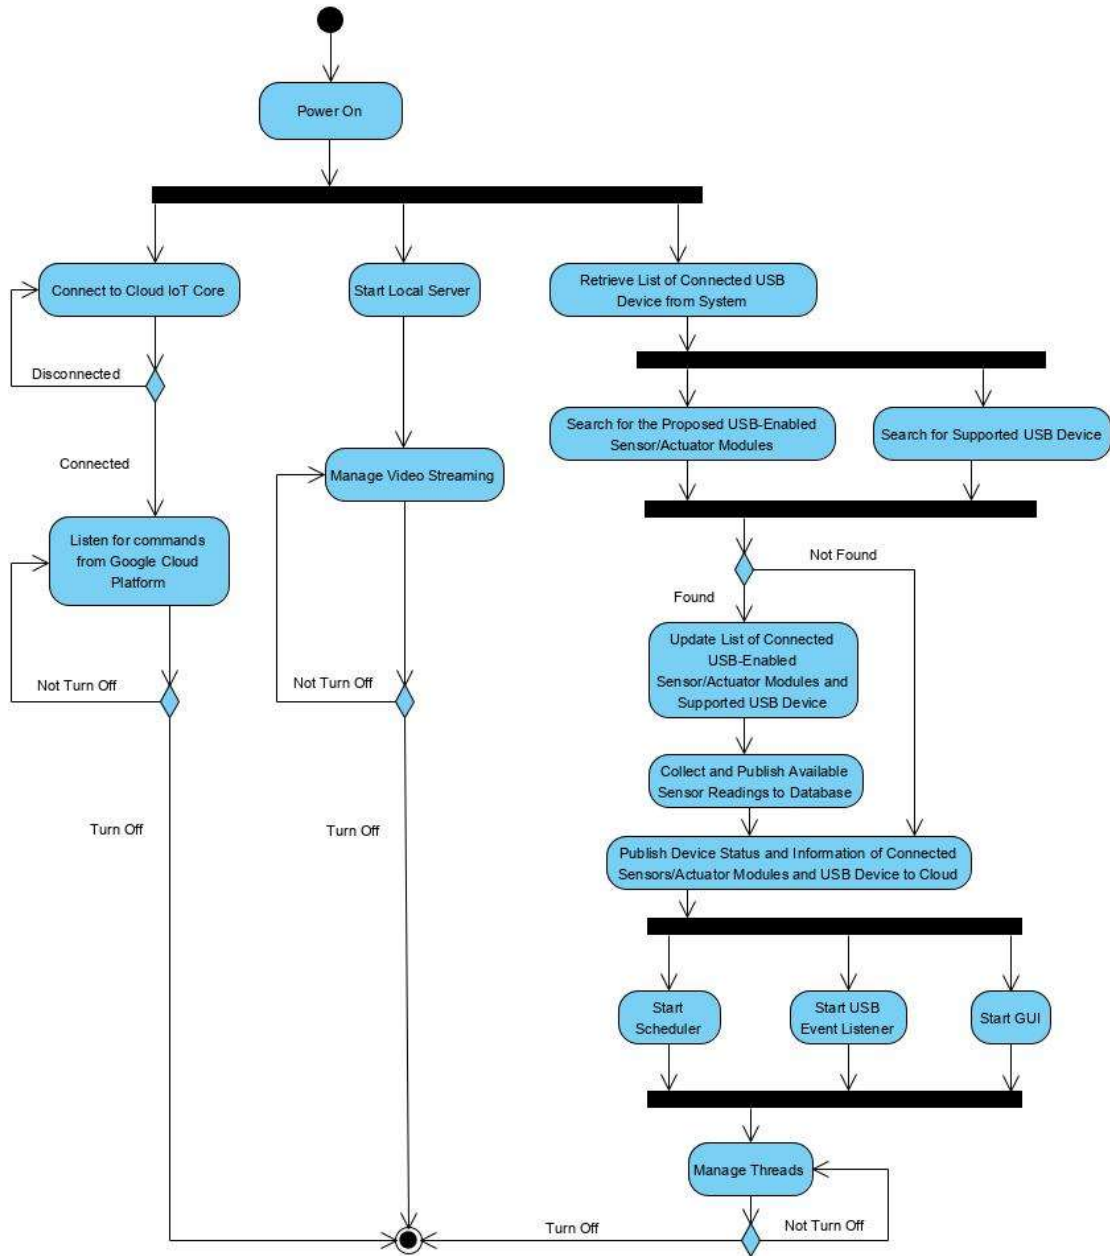 Power On
Connect to Cloud IoT Core
Start Local Server
Retrieve List of Connected USB
Device from System
Disconnected
Search for the Proposed USB-Enabled
Sensor/Actuator Modules
Search for Supported USB Device
Connected
Manage Video Streaming
Listen for commands
from Google Cloud
Platform
Not Found
Found
Update List of Connected
USB-Enabled
Sensor/Actuator Modules and
Supported USB Device
Not Turn Off
Not Turn Off
Collect and Publish Available
Sensor Readings to Database
Turn Off
Turn Off
Publish Device Status and Information of Connected
Sensors/Actuator Modules and USB Device to Cloud
Start
Scheduler
Start USB
Event Listener
Start GUI
Manage Threads
Turn Off
Not Turn Off